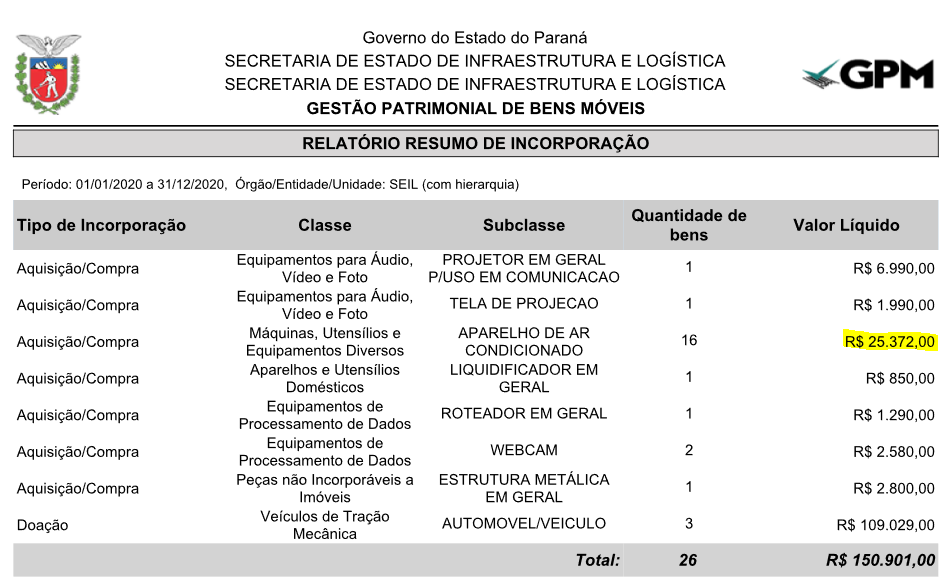 Governo do Estado do Paraná
SECRETARIA DE ESTADO DE INFRAESTRUTURA E LOGÍSTICA
SECRETARIA DE ESTADO DE INFRAESTRUTURA E LOGÍSTICA
GESTÃO PATRIMONIAL DE BENS MÓVEIS
GPM
RELATÓRIO RESUMO DE INCORPORAÇÃO
Período: 01/01/2020 a 31/12/2020, Órgão/Entidade/Unidade: SEIL (com hierarquia)
Tipo de Incorporação Classe Subclasse Quantidade de bens Valor Líquido
Aquisição/Compra Equipamentos para Áudio, Vídeo e Foto PROJETOR EM GERAL P/USO EM COMUNICACAO 1 R$ 6.990,00
Aquisição/Compra Equipamentos para Áudio, Vídeo e Foto TELA DE PROJECAO 1 R$ 1.990,00
Aquisição/Compra Máquinas, Utensílios e Equipamentos Diversos APARELHO DE AR CONDICIONADO 16 R$ 25.372,00
Aquisição/Compra Aparelhos e Utensílios Domésticos LIQUIDIFICADOR EM GERAL 1 R$ 850,00
Aquisição/Compra Equipamentos de Processamento de Dados ROTEADOR EM GERAL 1 R$ 1.290,00
Aquisição/Compra Equipamentos de Processamento de Dados WEBCAM 2 R$ 2.580,00
Aquisição/Compra Peças não Incorporáveis a Imóveis ESTRUTURA METÁLICA EM GERAL 1 R$ 2.800,00
Doação Veículos de Tração Mecânica AUTOMOVEL/VEICULO 3 R$ 109.029,00
Total: 26 R$ 150.901,00